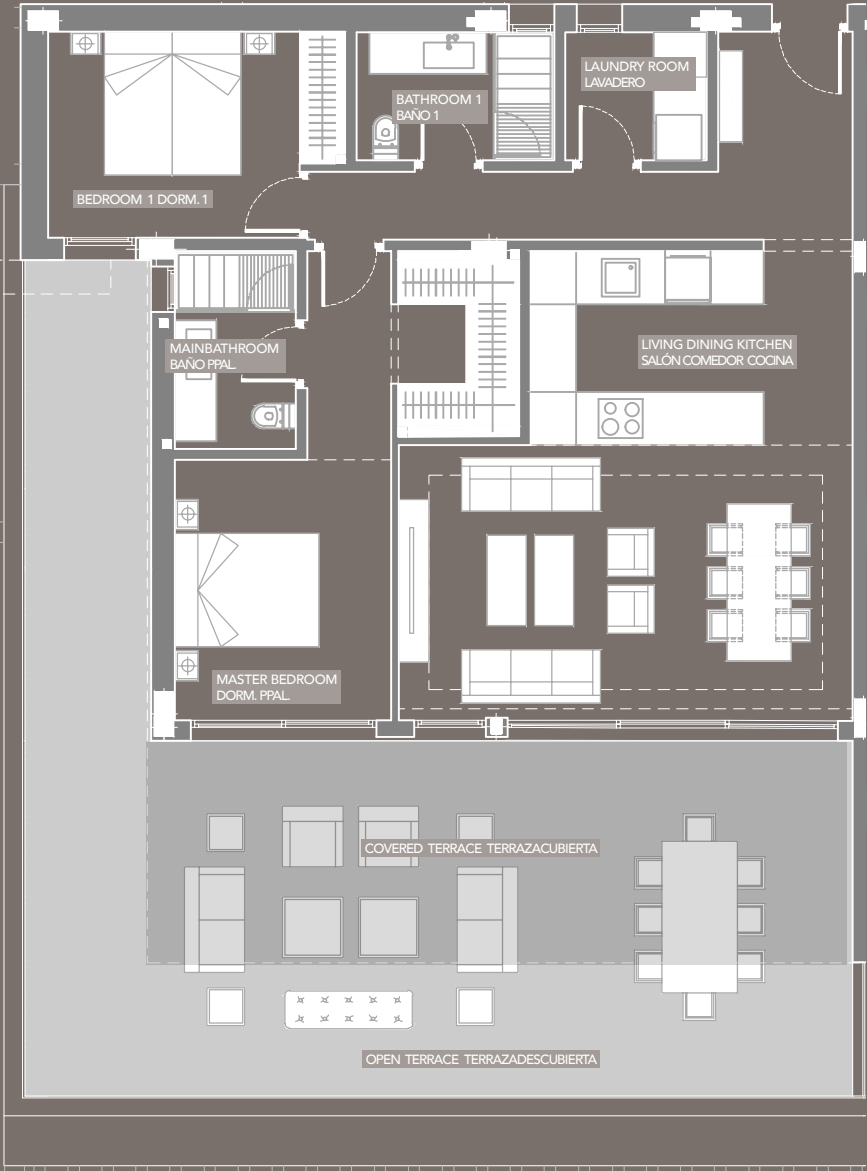 LAUNDRY ROOM
LAVADERO
BATHROOM 1
BAÑO 1
BEDROOM 1 DORM. 1
MAINBATHROOM
BAÑO PPAL.
LIVING DINING KITCHEN
SALÓN COMEDOR COCINA
MASTER BEDROOM
DORM. PPAL.
COVERED TERRACE TERRAZACUBIERTA
OPEN TERRACE TERRAZADESCUBIERTA